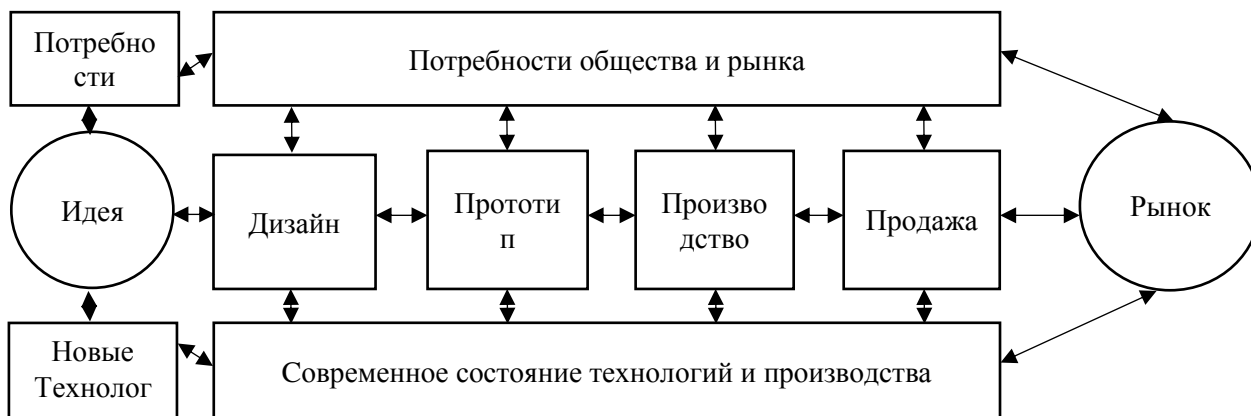 Потребно
сти
Потребности общества и рынка
Идея
Дизайн
Прототи
п
Произво
дство
Продажа
Рынок
Новые
Технолог
Современное состояние технологий и производства